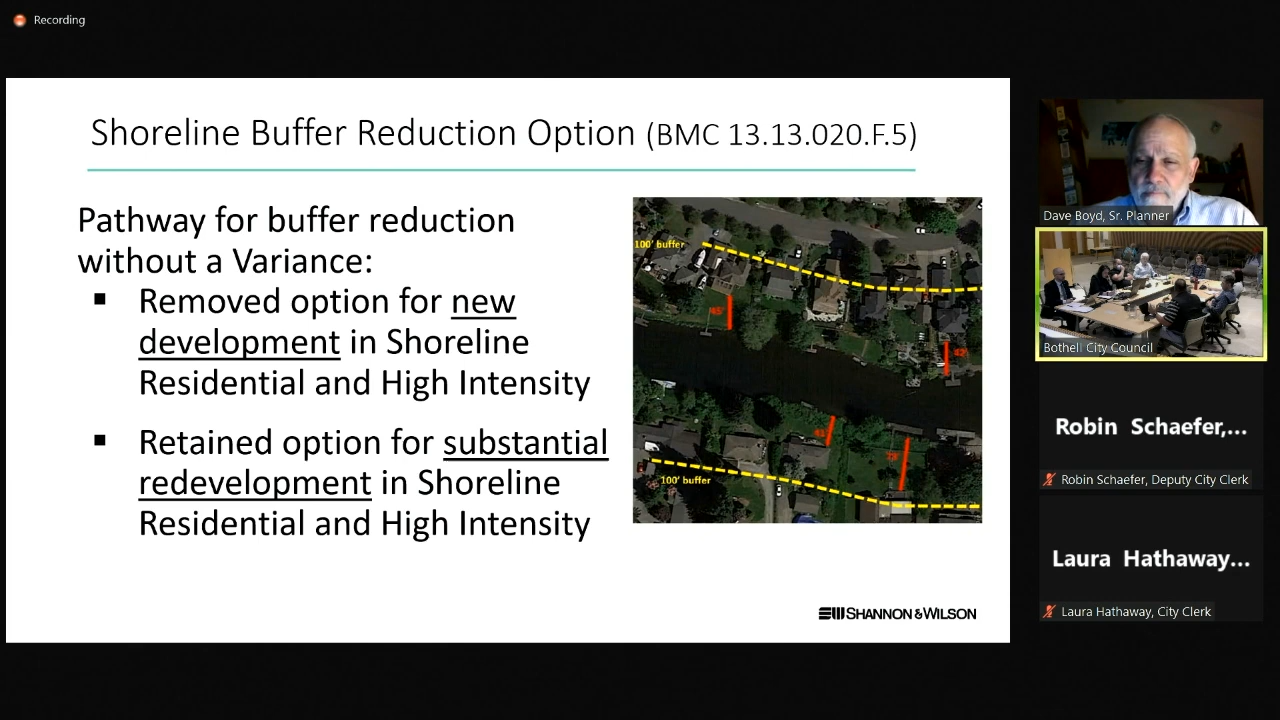 Recording
Shoreline Buffer Reduction Option (BMC 13.13.020.F.5)
Pathway for buffer reduction
without a Variance:
▪ Removed option for new
development in Shoreline
Residential and High Intensity
▪ Retained option for substantial
redevelopment in Shoreline
Residential and High Intensity
100' buffer
42'
100' buffer
SHANNON & WILSON
Dave Boyd, Sr. Planner
Bothell City Council
Robin Schaefer,...
Robin Schaefer, Deputy City Clerk
Laura Hathaway...
Laura Hathaway, City Clerk